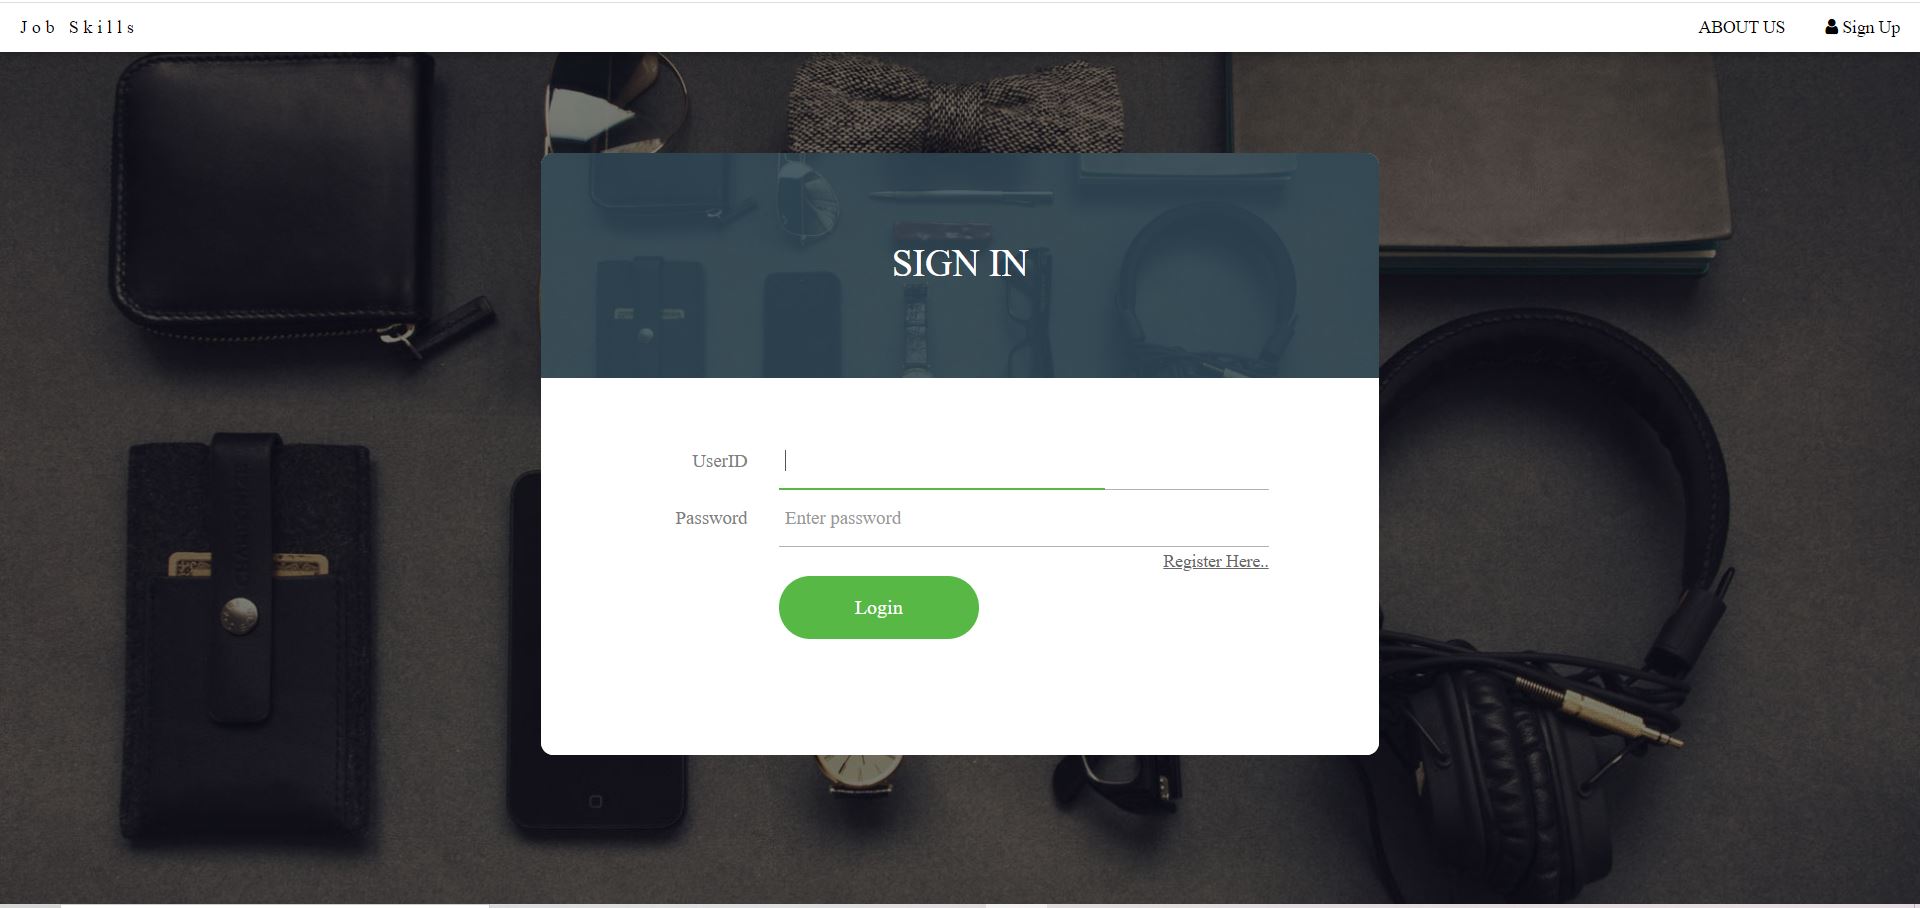 Job Skills
ABOUT US
Sign Up
SIGN IN
UserID
Password
Enter password
Register Here..
Login